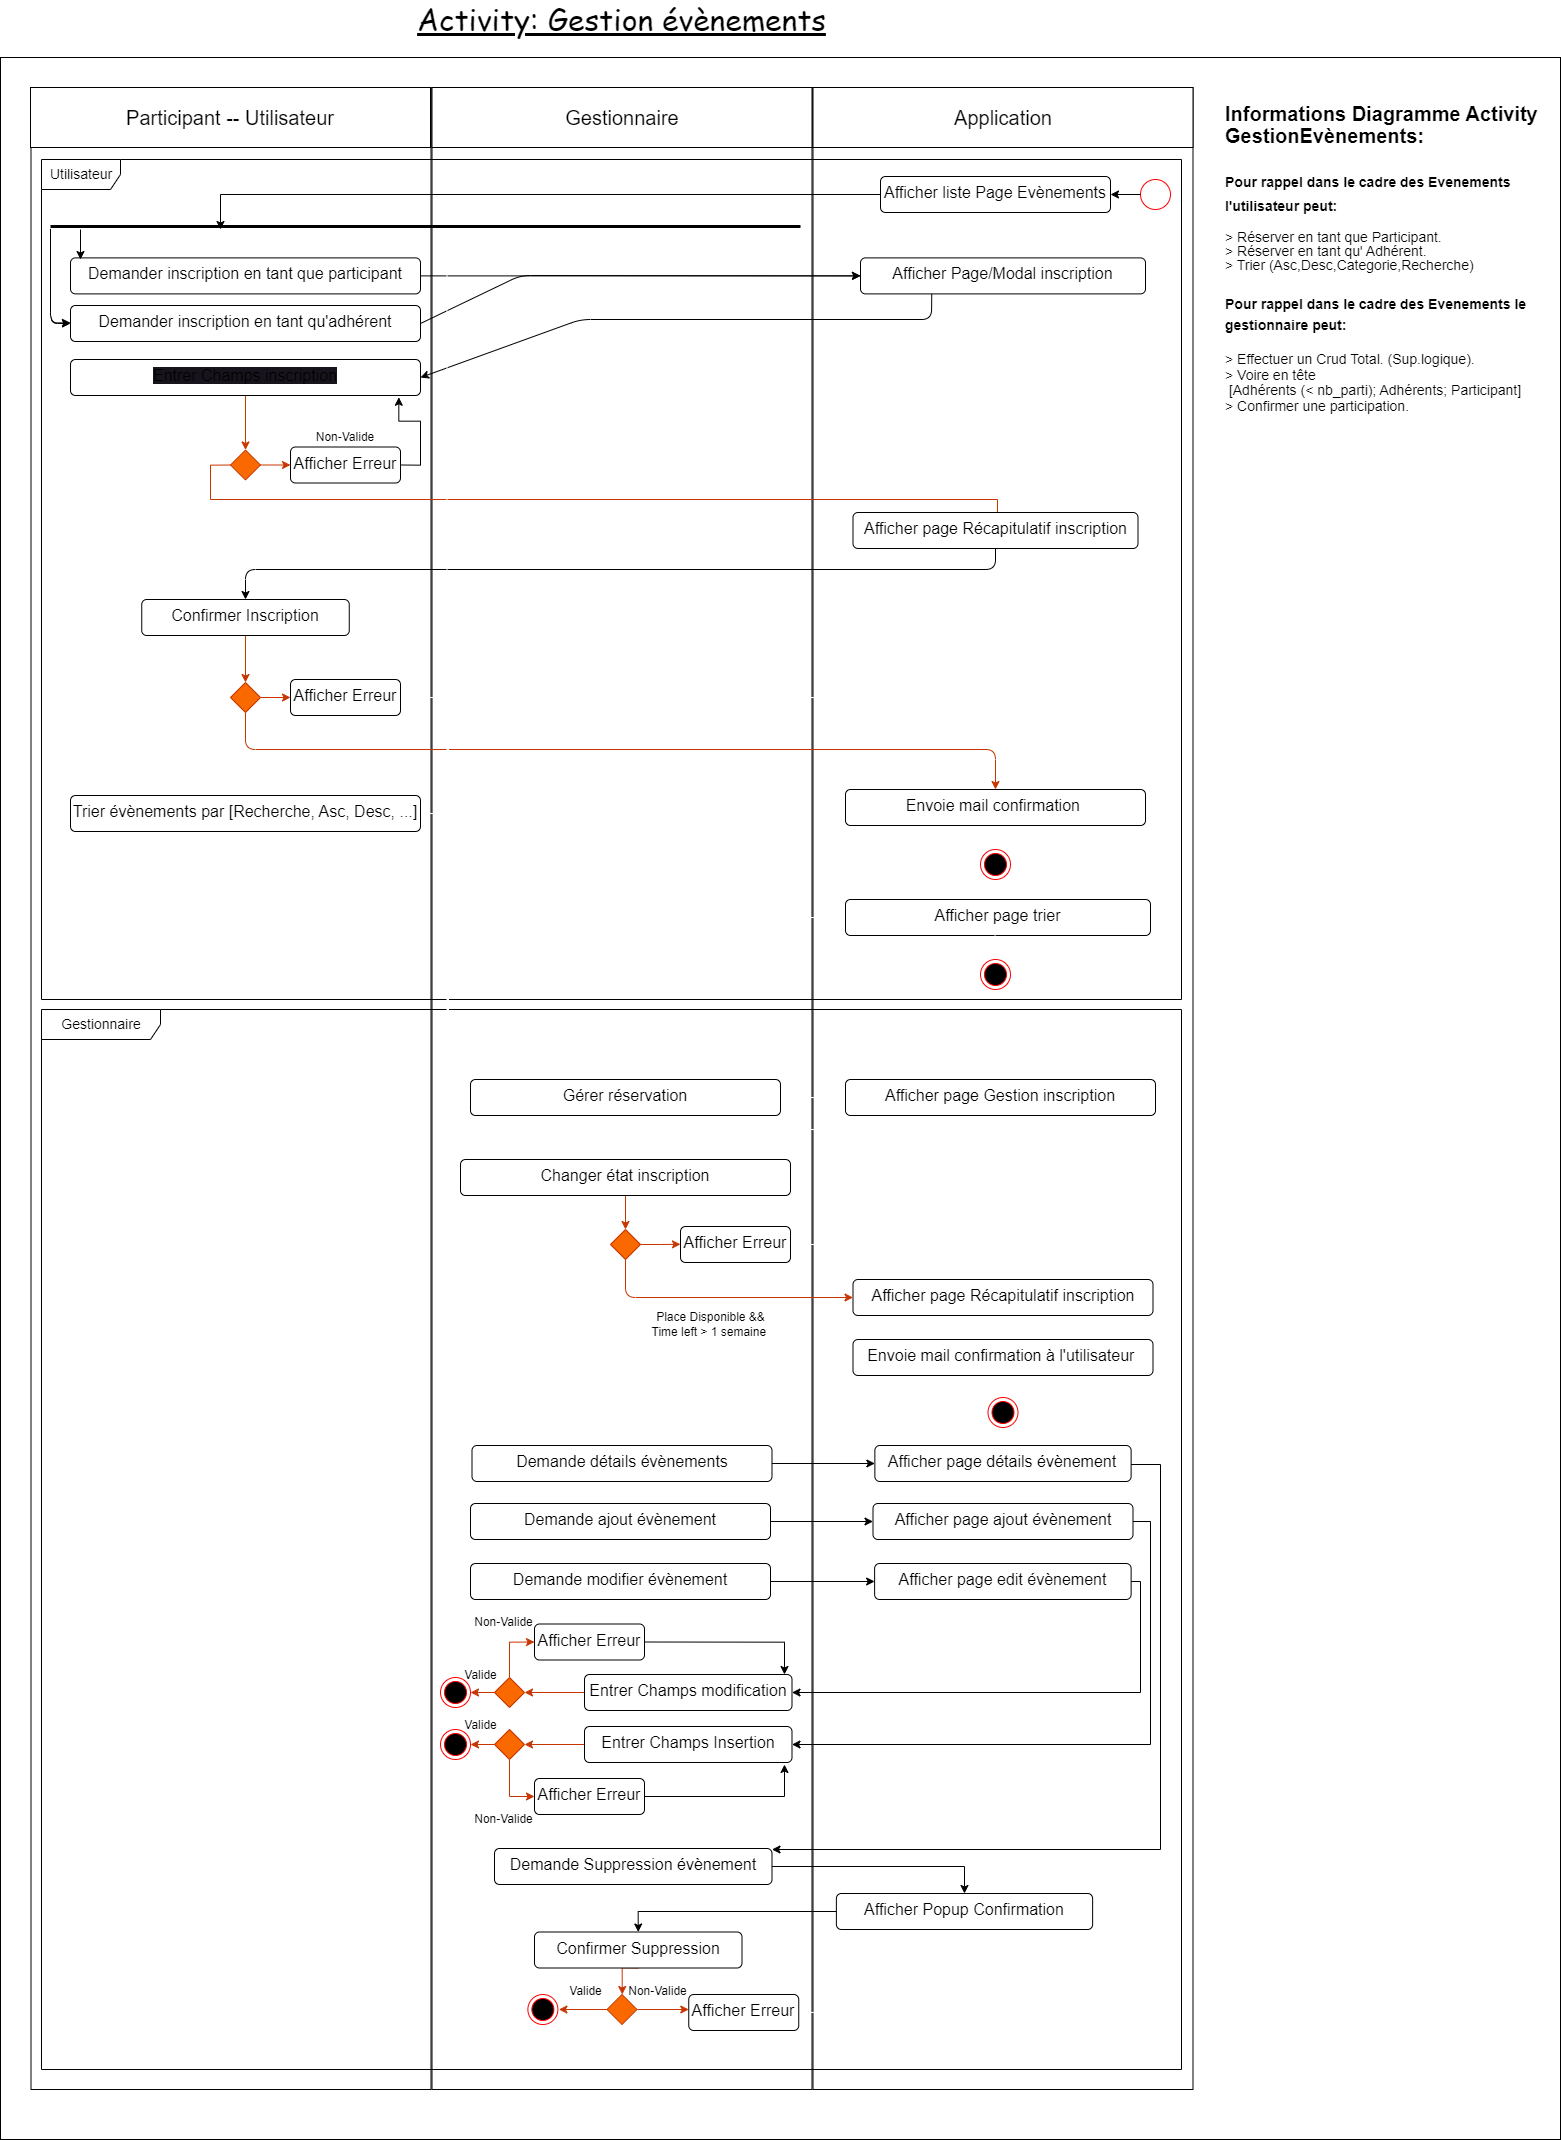 Activity: Gestion évènements
Participant -- Utilisateur
Gestionnaire
Application
Informations Diagramme Activity
GestionEvènements:
Pour rappel dans le cadre des Evenements
l'utilisateur peut:
> Réserver en tant que Participant.
> Réserver en tant qu' Adhérent.
> Trier (Asc,Desc,Categorie,Recherche)
Pour rappel dans le cadre des Evenements le
gestionnaire peut:
> Effectuer un Crud Total. (Sup.logique).
> Voire en tête
[Adhérents (< nb_parti); Adhérents; Participant]
> Confirmer une participation.
Utilisateur
Afficher liste Page Evènements
Demander inscription en tant que participant
Afficher Page/Modal inscription
Demander inscription en tant qu'adhérent
Entrer Champs inscription
Non-Valide
Afficher Erreur
Afficher page Récapitulatif inscription
Confirmer Inscription
Afficher Erreur
Trier évènements par [Recherche, Asc, Desc, ...]
Envoie mail confirmation
Afficher page trier
Gestionnaire
Gérer réservation
Afficher page Gestion inscription
Changer état inscription
Afficher Erreur
Afficher page Récapitulatif inscription
Place Disponible &&
Time left > 1 semaine
Envoie mail confirmation à l'utilisateur
Demande détails évènements
Afficher page détails évènement
Demande ajout évènement
Afficher page ajout évènement
Demande modifier évènement
Afficher page edit évènement
Non-Valide
Afficher Erreur
Valide
Entrer Champs modification
Valide
Entrer Champs Insertion
Afficher Erreur
Non-Valide
Demande Suppression évènement
Afficher Popup Confirmation
Confirmer Suppression
Valide
Non-Valide
Afficher Erreur